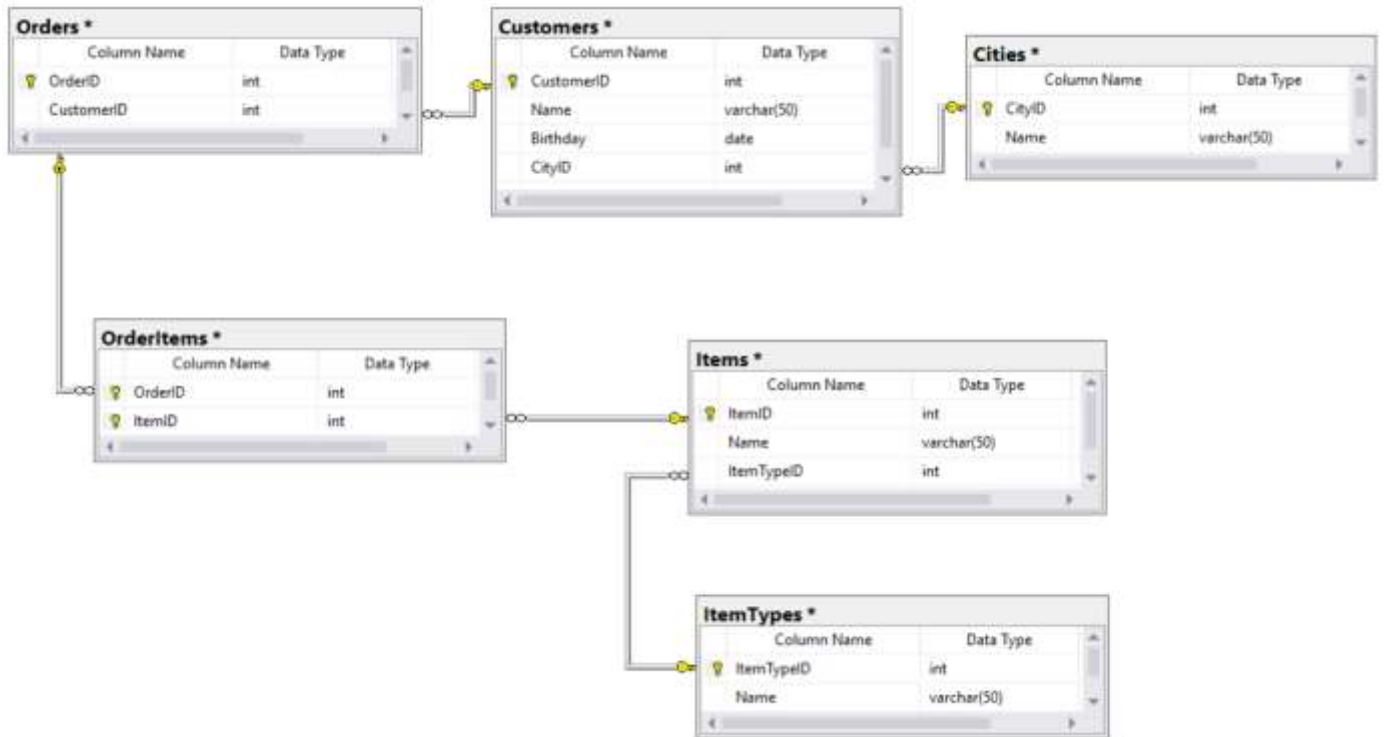 Orders *
Column Name Data Type
OrderID int
CustomerID int
Customers *
Column Name Data Type
CustomerID int
Name varchar(50)
Birthday date
CityID int
Cities *
Column Name Data Type
CityID int
Name varchar(50)
OrderItems *
Column Name Data Type
OrderID int
ItemID int
Items *
Column Name Data Type
ItemID int
Name varchar(50)
ItemTypeID int
ItemTypes *
Column Name Data Type
ItemTypeID int
Name varchar(50)